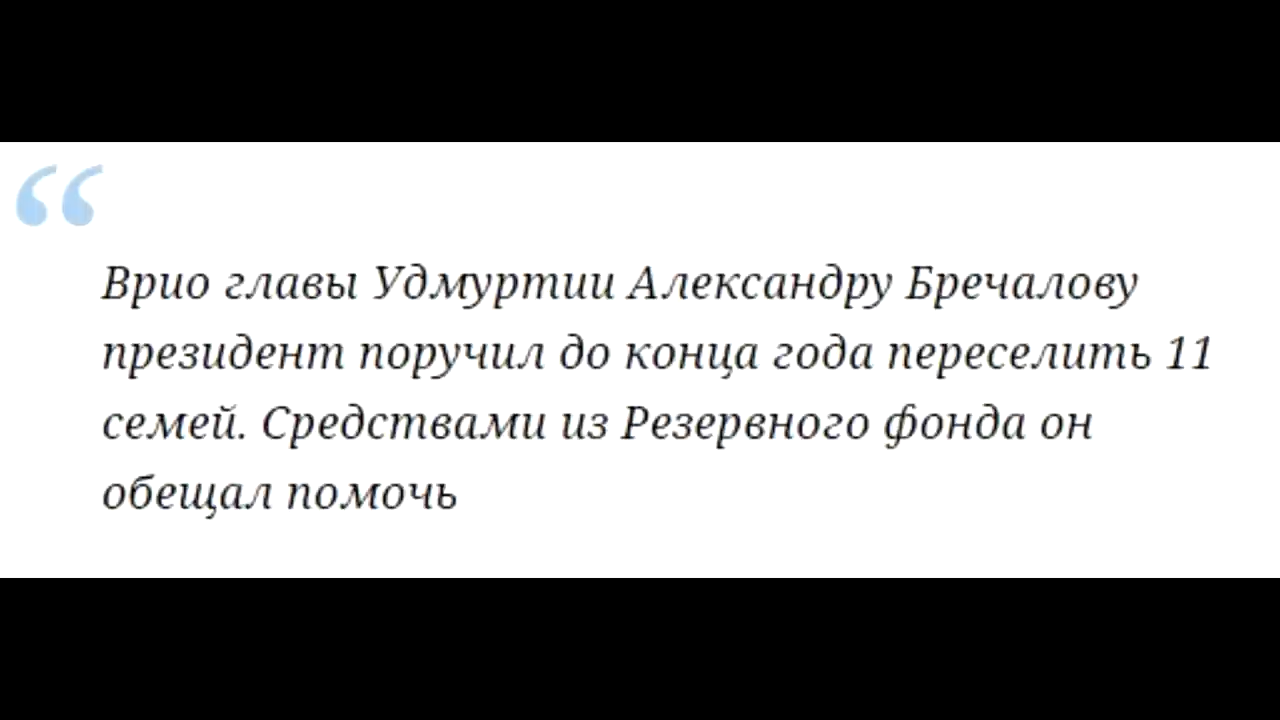 “
Врио главы Удмуртии Александру Бречалову
президент поручил до конца года переселить 11
семей. Средствами из Резервного фонда он
обещал помочь